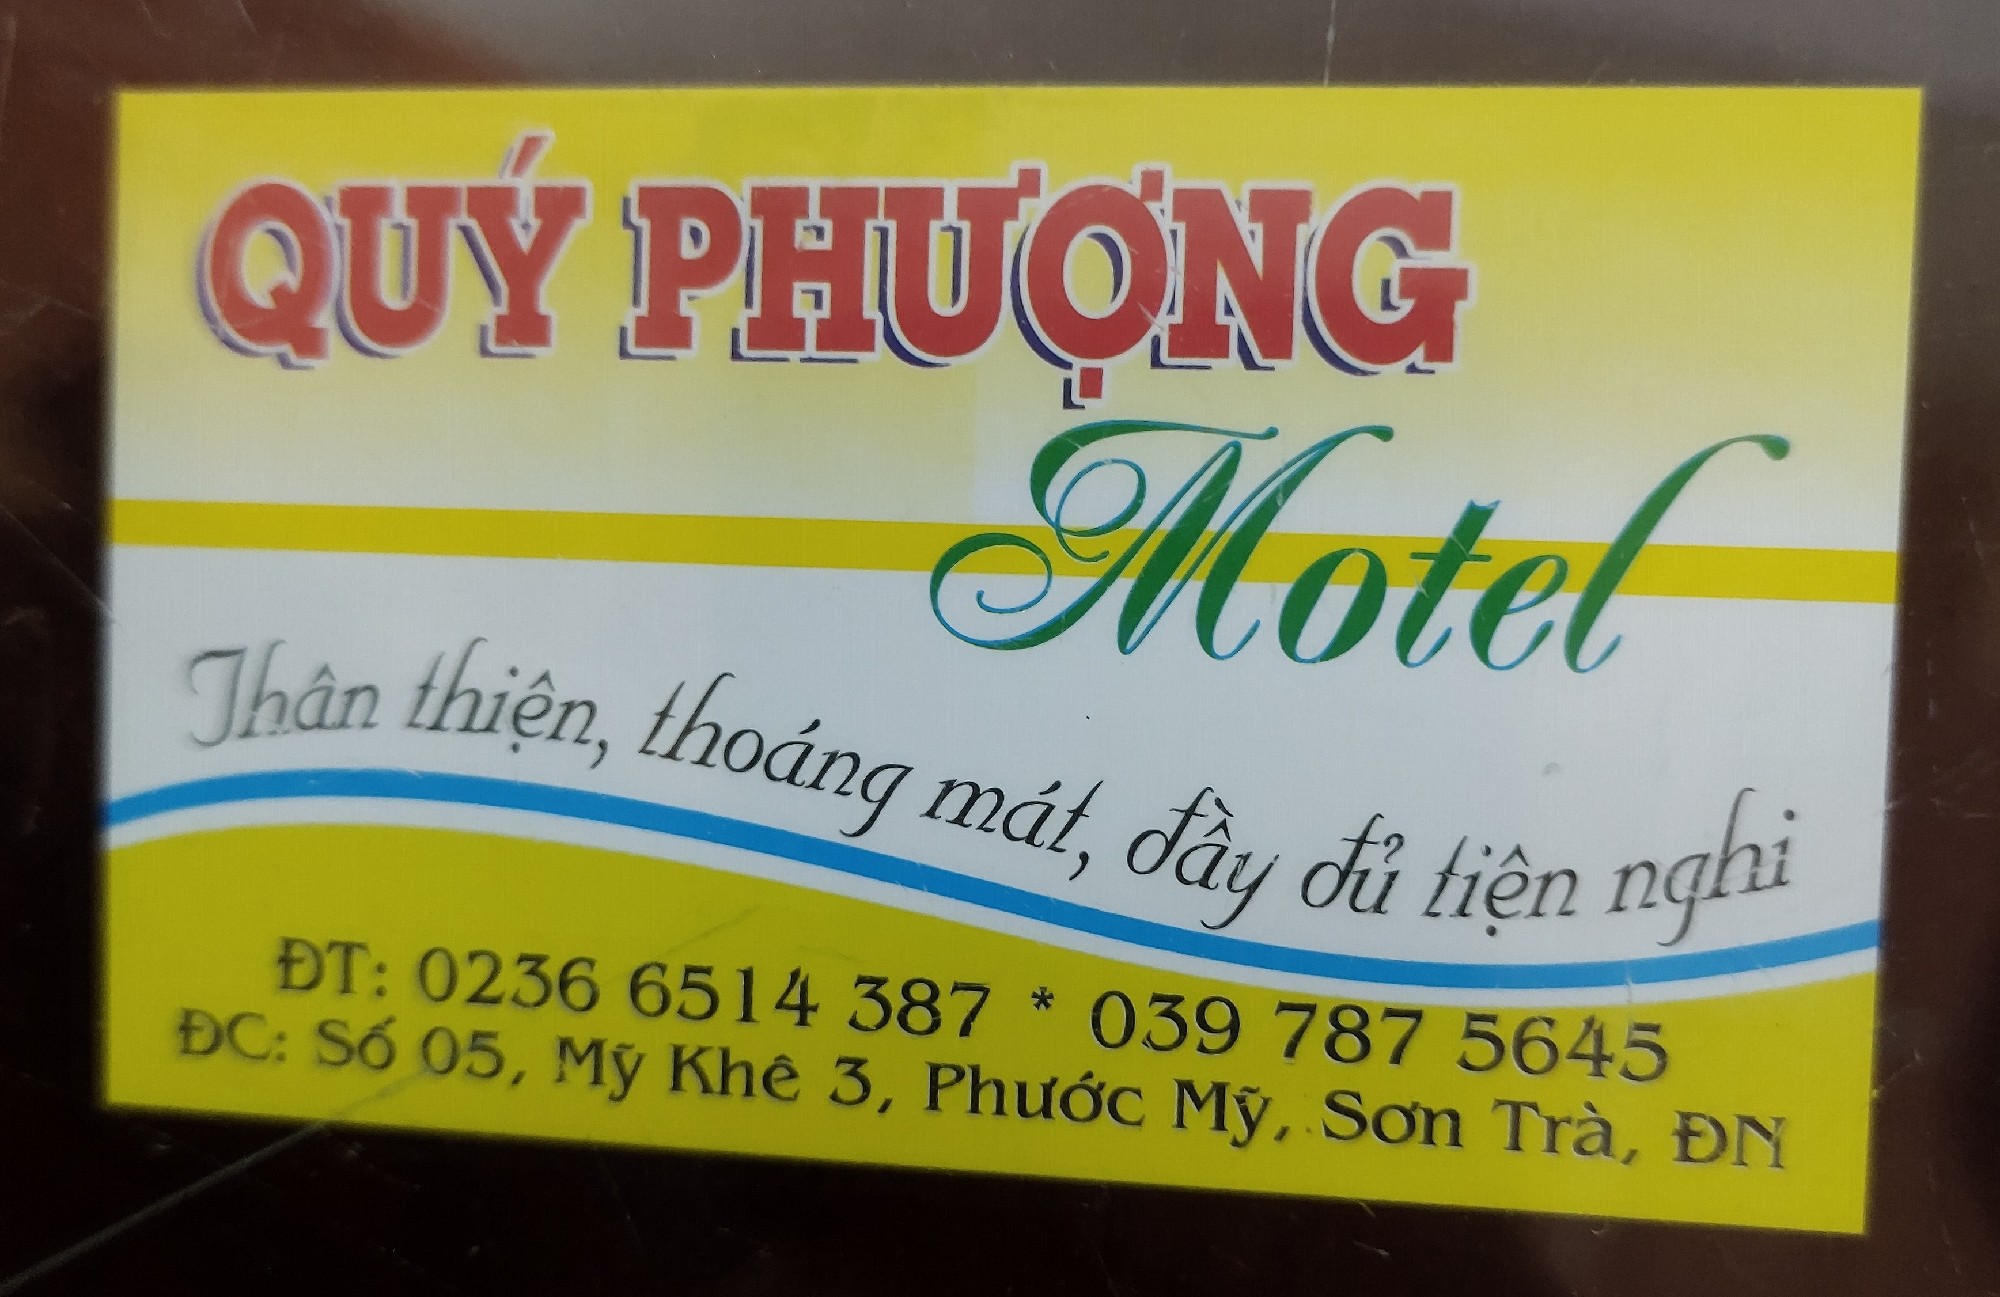 QUÝ PHƯỢNG
Motel
Thân thiện, thoáng mát, đầy đủ tiện nghi
ĐT: 0236 6514 387 * 039 787 5645
ĐC: Số 05, Mỹ Khê 3, Phước Mỹ, Sơn Trà, ĐN